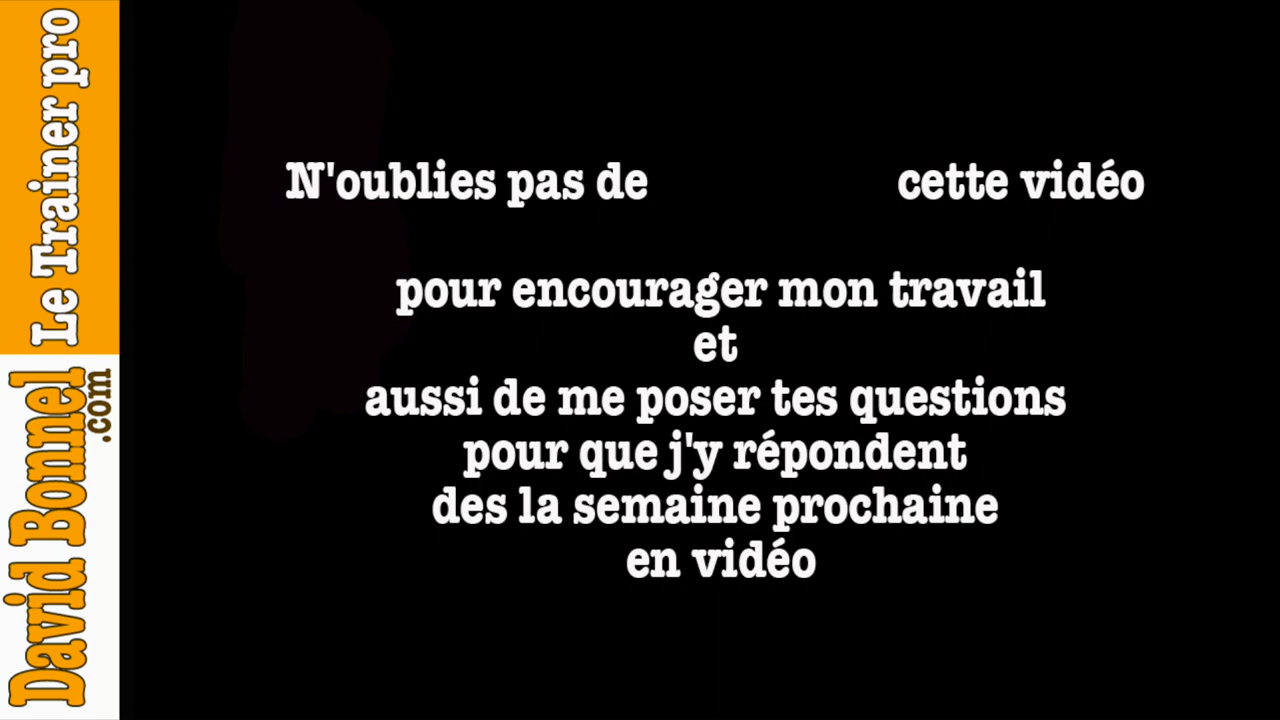 Le Trainer pro
David Bonnel
.com
N'oublies pas de cette vidéo
pour encourager mon travail
et
aussi de me poser tes questions
pour que j'y répondent
des la semaine prochaine
en vidéo